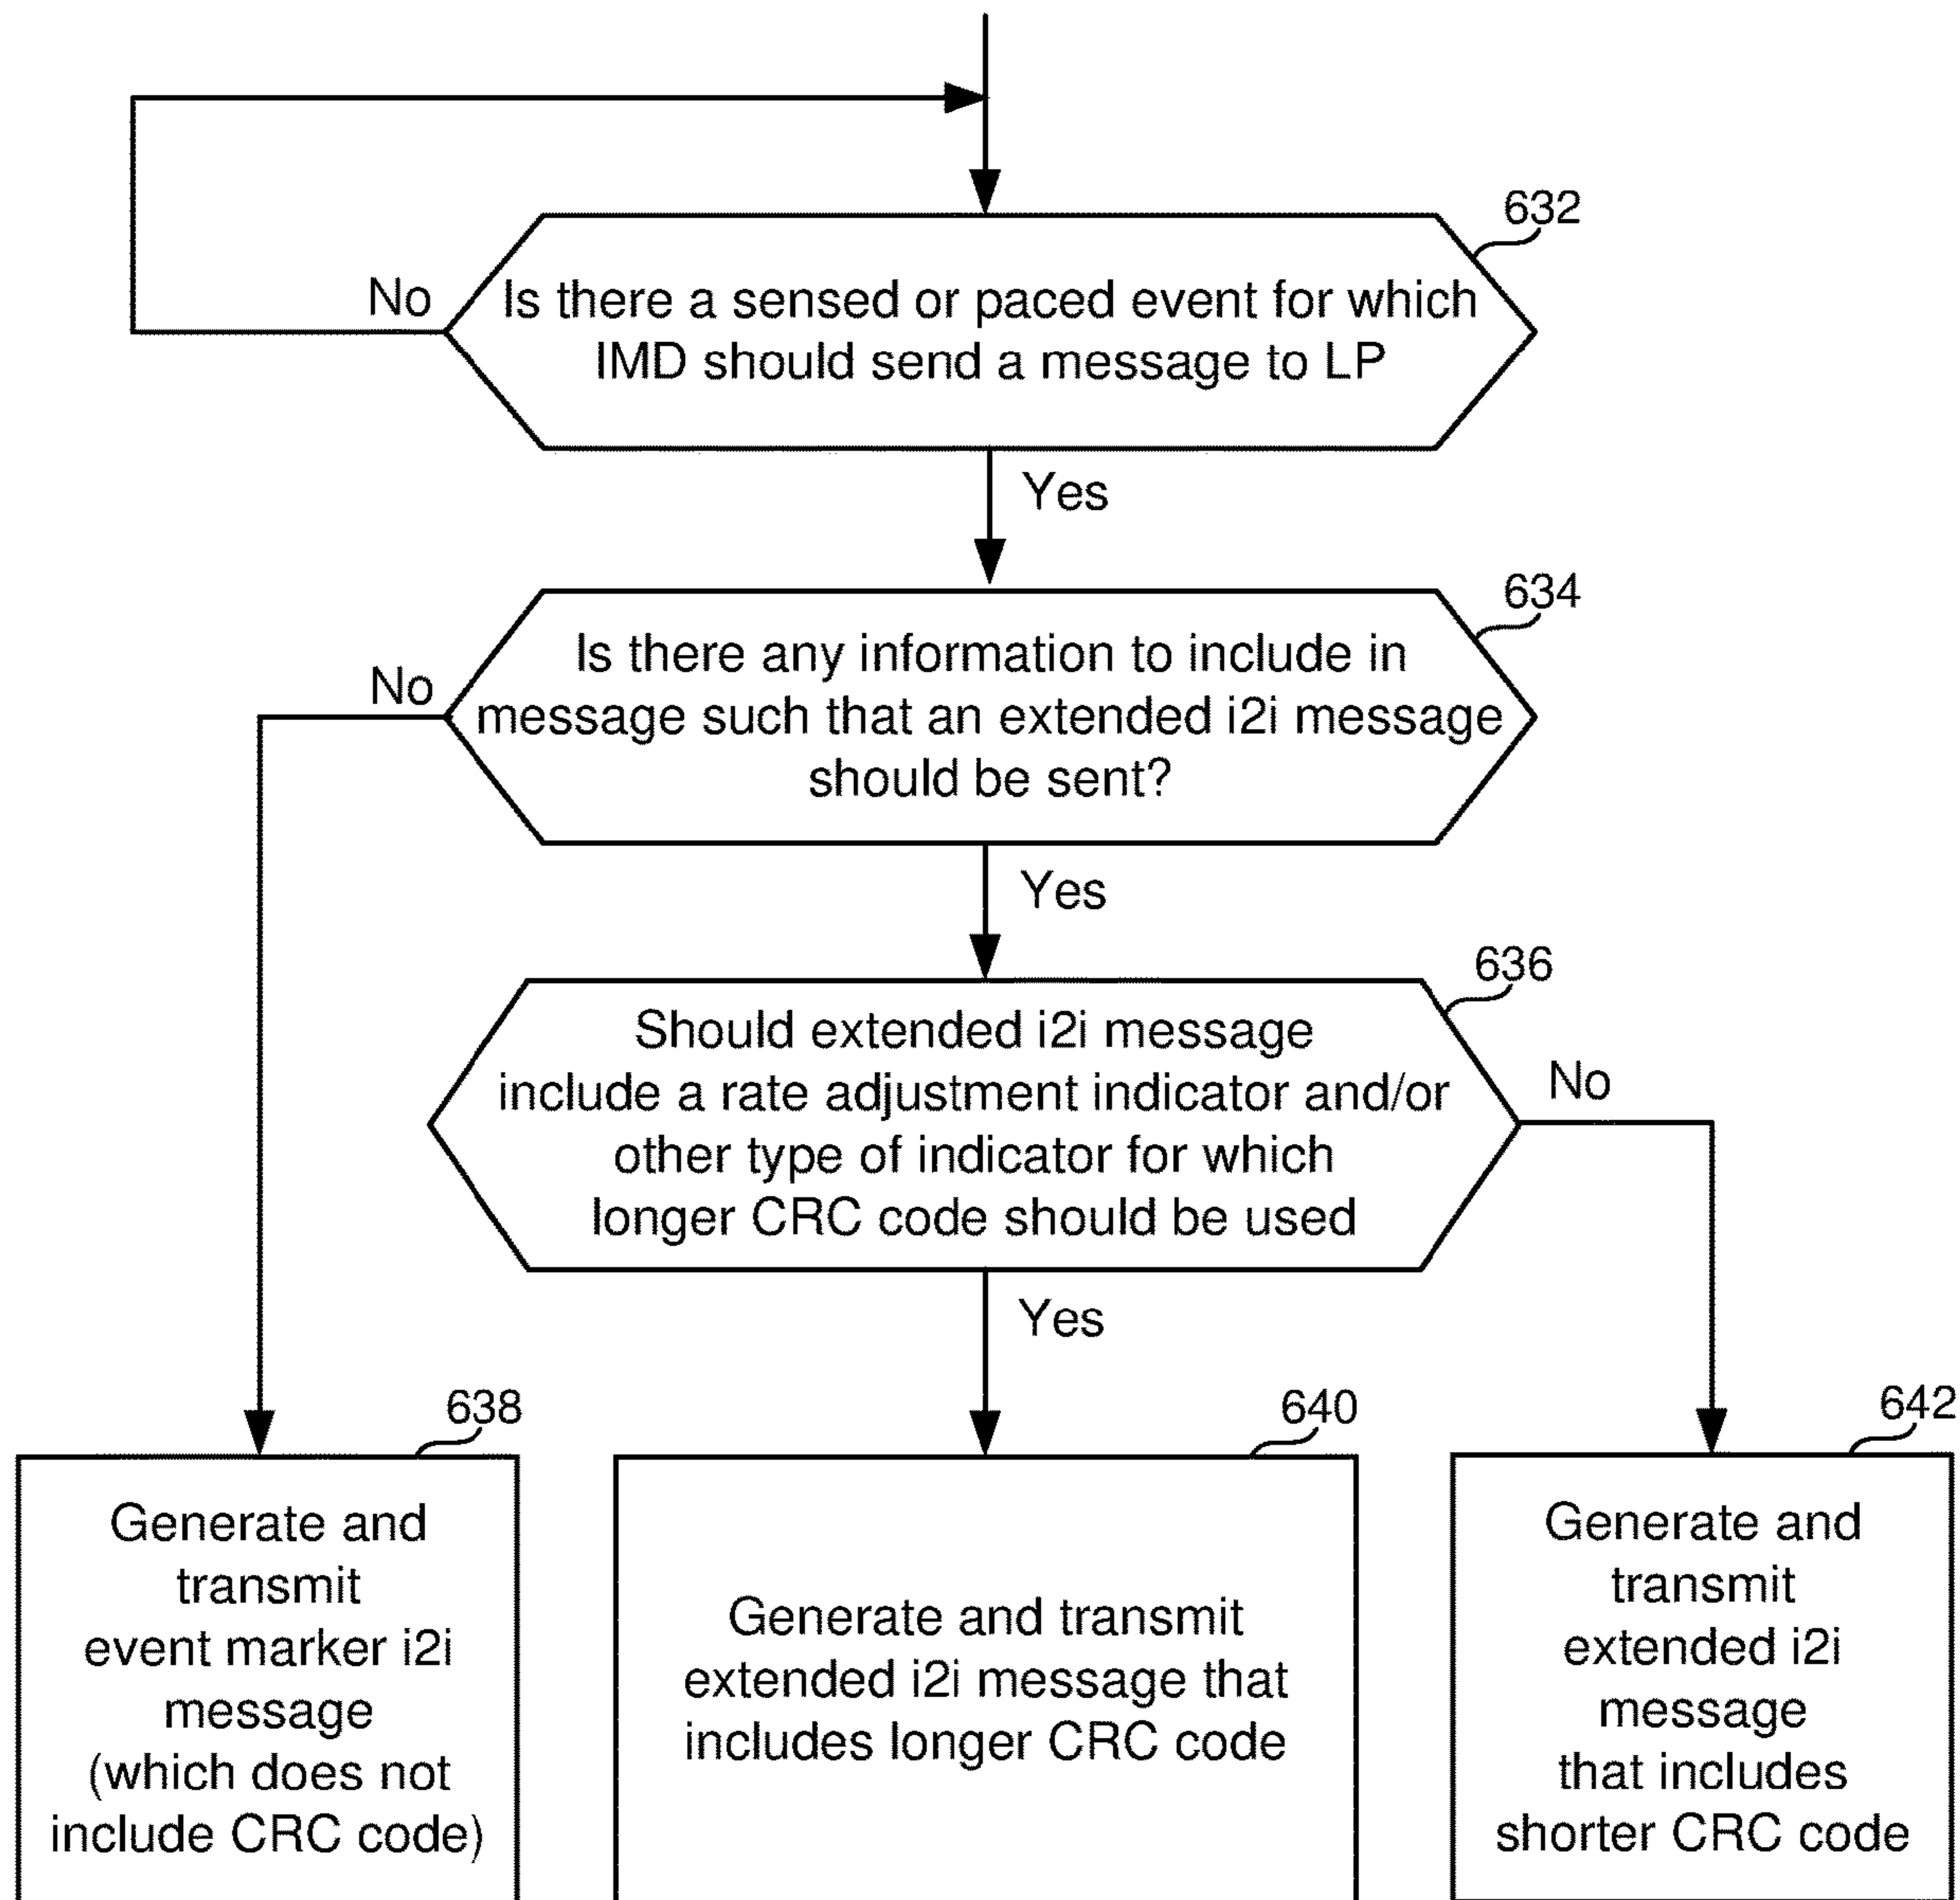 632
No
Is there a sensed or paced event for which
IMD should send a message to LP
Yes
634
No
Is there any information to include in
message such that an extended i2i message
should be sent?
Yes
636
Should extended i2i message
include a rate adjustment indicator and/or
other type of indicator for which
longer CRC code should be used
No
Yes
638
Generate and
transmit
event marker i2i
message
(which does not
include CRC code)
640
Generate and transmit
extended i2i message that
includes longer CRC code
642
Generate and
transmit
extended i2i
message
that includes
shorter CRC code